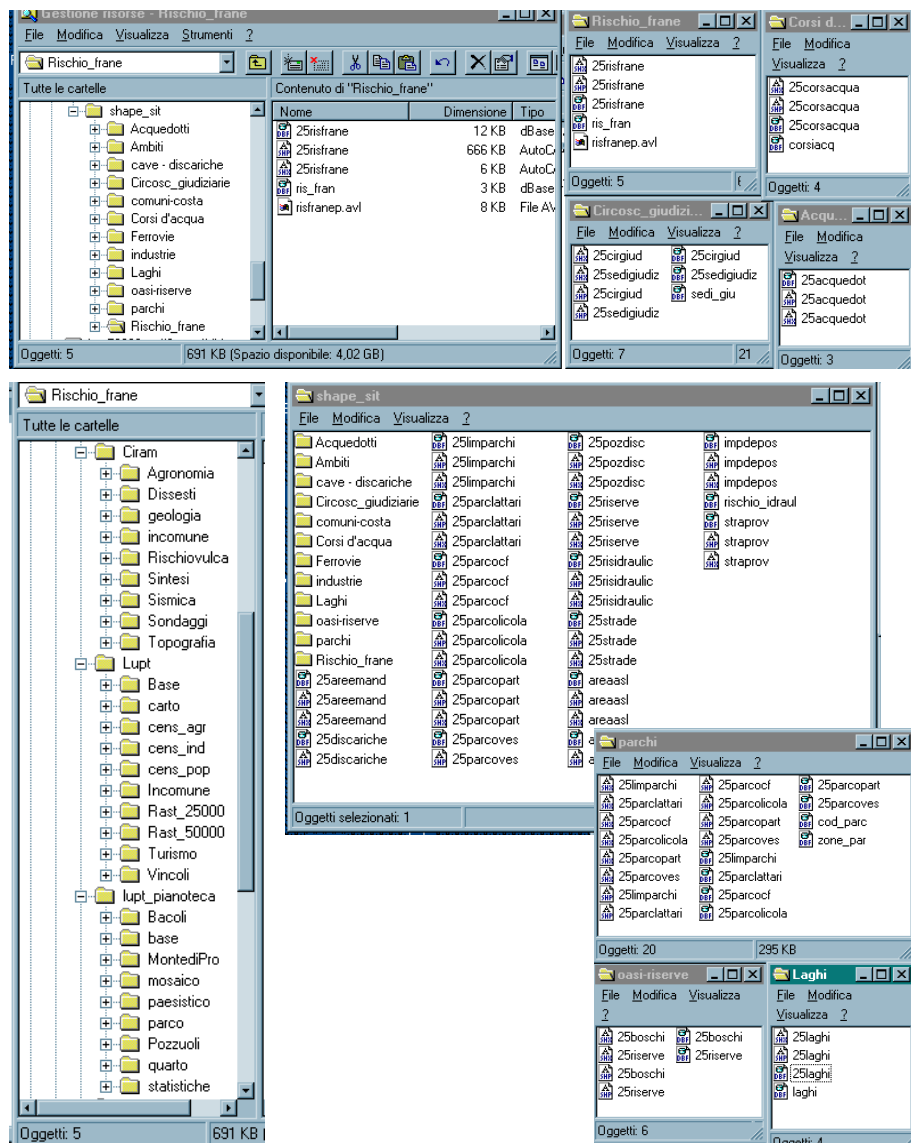 Gestione risorse - Rischio_frane
File Modifica Visualizza Strumenti ?
Rischio_frane
Tutte le cartelle
shape_sit
Acquedotti
Ambiti
cave - discariche
Circosc_giudiziarie
comuni-costa
Corsi d'acqua
Ferrovie
industrie
Laghi
oasi-riserve
parchi
Rischio_frane
Contenuto di "Rischio_frane"
Nome Dimensione Tipo
25risfrane 12 KB dBase
25risfrane 666 KB AutoCA
25risfrane 6 KB AutoCA
ris_fran 3 KB dBase
risfranep.avl 8 KB File AV
Oggetti: 5 691 KB (Spazio disponibile: 4,02 GB)
Rischio_frane
File Modifica Visualizza ?
25risfrane
25risfrane
25risfrane
ris_fran
risfranep.avl
Oggetti: 5
Corsi d...
File Modifica
Visualizza ?
25corsacqua
25corsacqua
25corsacqua
corsiacq
Oggetti: 4
Circosc_giudizi...
File Modifica Visualizza ?
25cirgiud 25cirgiud
25sedigiudiz 25sedigiudiz
25cirgiud sedi_giu
25sedigiudiz
Oggetti: 7 21
Acqu...
File Modifica
Visualizza ?
25acquedot
25acquedot
25acquedot
Oggetti: 3
Rischio_frane
Tutte le cartelle
Ciram
Agronomia
Dissesti
geologia
incomune
Rischiovulca
Sintesi
Sismica
Sondaggi
Topografia
Lupt
Base
carto
cens_agr
cens_ind
cens_pop
Incomune
Rast_25000
Rast_50000
Turismo
Vincoli
lupt_pianoteca
Bacoli
base
MontediPro
mosaico
paesistico
parco
Pozzuoli
quarto
statistiche
Oggetti: 5 691 KB
shape_sit
File Modifica Visualizza ?
Acquedotti 25limparchi 25pozdisc impdepos
Ambiti 25limparchi 25pozdisc impdepos
cave - discariche 25limparchi 25pozdisc impdepos
Circosc_giudiziarie 25parclattari 25riserve rischio_idraul
comuni-costa 25parclattari 25riserve straprov
Corsi d'acqua 25parclattari 25riserve straprov
Ferrovie 25parcocf 25risidraulic straprov
industrie 25parcocf 25risidraulic
Laghi 25parcocf 25risidraulic
oasi-riserve 25parcolicola 25strade
parchi 25parcolicola 25strade
Rischio_frane 25parcolicola 25strade
25areemand 25parcopart areaasl
25areemand 25parcopart areaasl
25areemand 25parcopart areaasl
25discariche 25parcoves
25discariche 25parcoves
Oggetti selezionati: 1
parchi
File Modifica Visualizza ?
25limparchi 25parcocf 25parcopart
25parclattari 25parcolicola 25parcoves
25parcocf 25parcopart cod_parc
25parcolicola 25parcoves zone_par
25parcopart 25limparchi
25parcoves 25parclattari
25limparchi 25parcocf
25parclattari 25parcolicola
Oggetti: 20 295 KB
oasi-riserve
File Modifica Visualizza
?
25boschi 25boschi
25riserve 25riserve
25boschi
25riserve
Oggetti: 6
Laghi
File Modifica
Visualizza ?
25laghi
25laghi
25laghi
laghi
Oggetti: 4